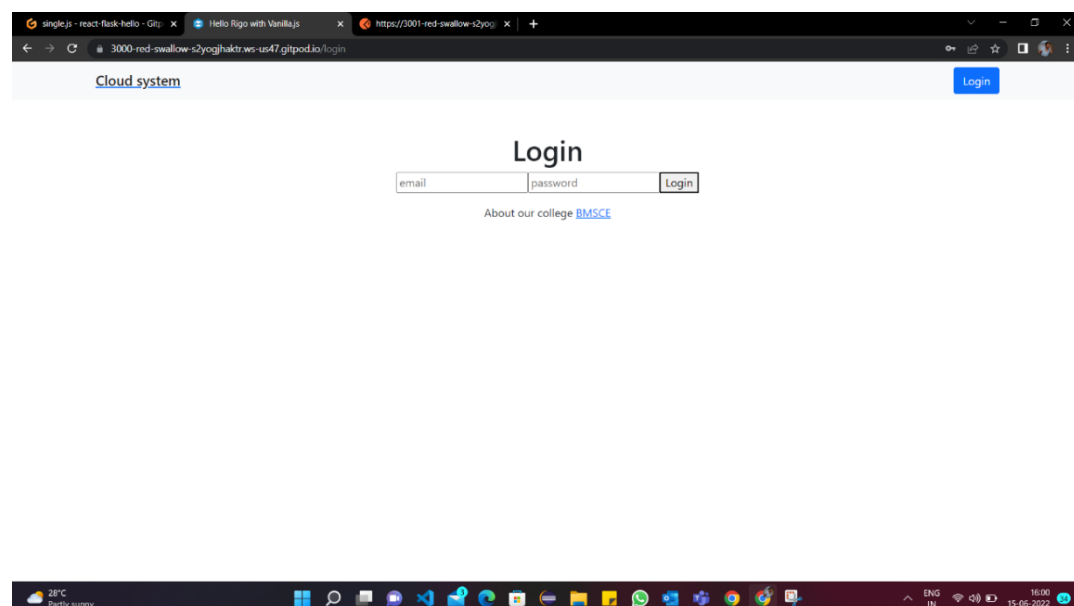 single.js - react-flask-hello - Gitp
Hello Rigo with Vanilla.js
https://3001-red-swallow-s2yogj
3000-red-swallow-s2yogjhaktr.ws-us47.gitpod.io/login
Cloud system
Login
Login
email
password
Login
About our college BMSCE
28°C
Partly sunny
ENG
IN
16:00
15-06-2022